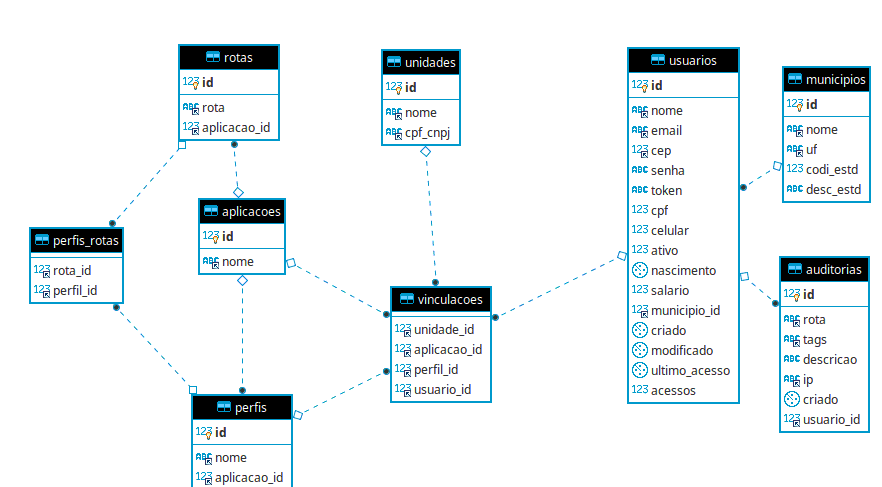 rotas
123 id
ABC rota
123 aplicacao_id
unidades
123 id
ABC nome
ABC cpf_cnpj
usuarios
123 id
ABC nome
ABC email
123 cep
ABC senha
ABC token
123 cpf
123 celular
123 ativo
nascimento
123 salario
123 municipio_id
criado
modificado
ultimo_acesso
123 acessos
municipios
123 id
ABC nome
ABC uf
123 codi_estd
ABC desc_estd
aplicacoes
123 id
ABC nome
perfis_rotas
123 rota_id
123 perfil_id
vinculacoes
123 unidade_id
123 aplicacao_id
123 perfil_id
123 usuario_id
auditorias
123 id
ABC rota
ABC tags
ABC descricao
ABC ip
criado
123 usuario_id
perfis
123 id
ABC nome
123 aplicacao_id